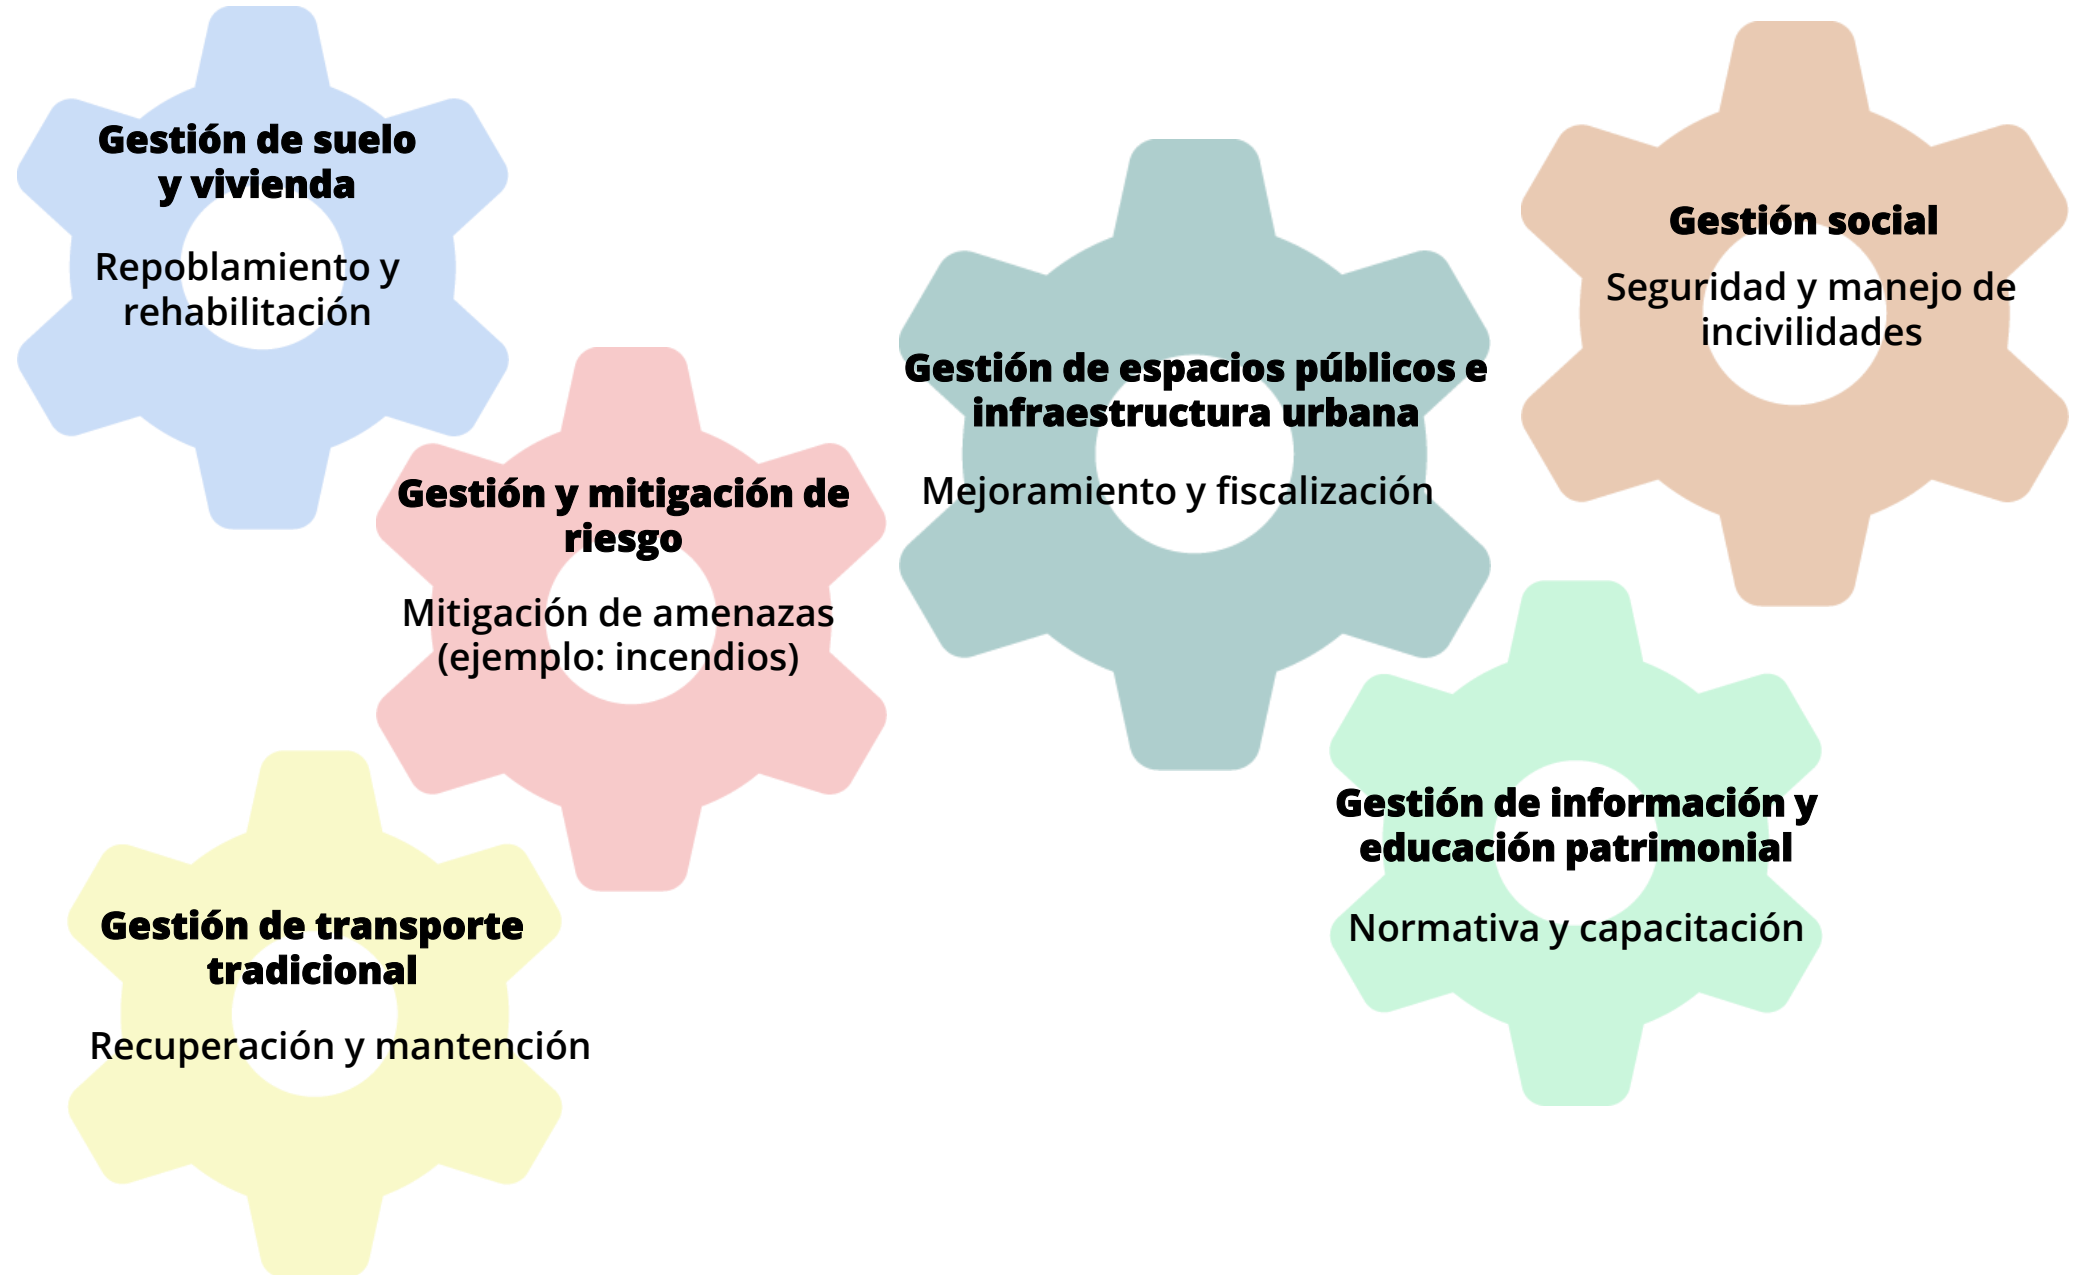 Gestión de suelo
y vivienda
Repoblamiento y
rehabilitación
Gestión y mitigación de
riesgo
Mitigación de amenazas
(ejemplo: incendios)
Gestión de transporte
tradicional
Recuperación y mantención
Gestión de espacios públicos e
infraestructura urbana
Mejoramiento y fiscalización
Gestión social
Seguridad y manejo de
incivilidades
Gestión de información y
educación patrimonial
Normativa y capacitación